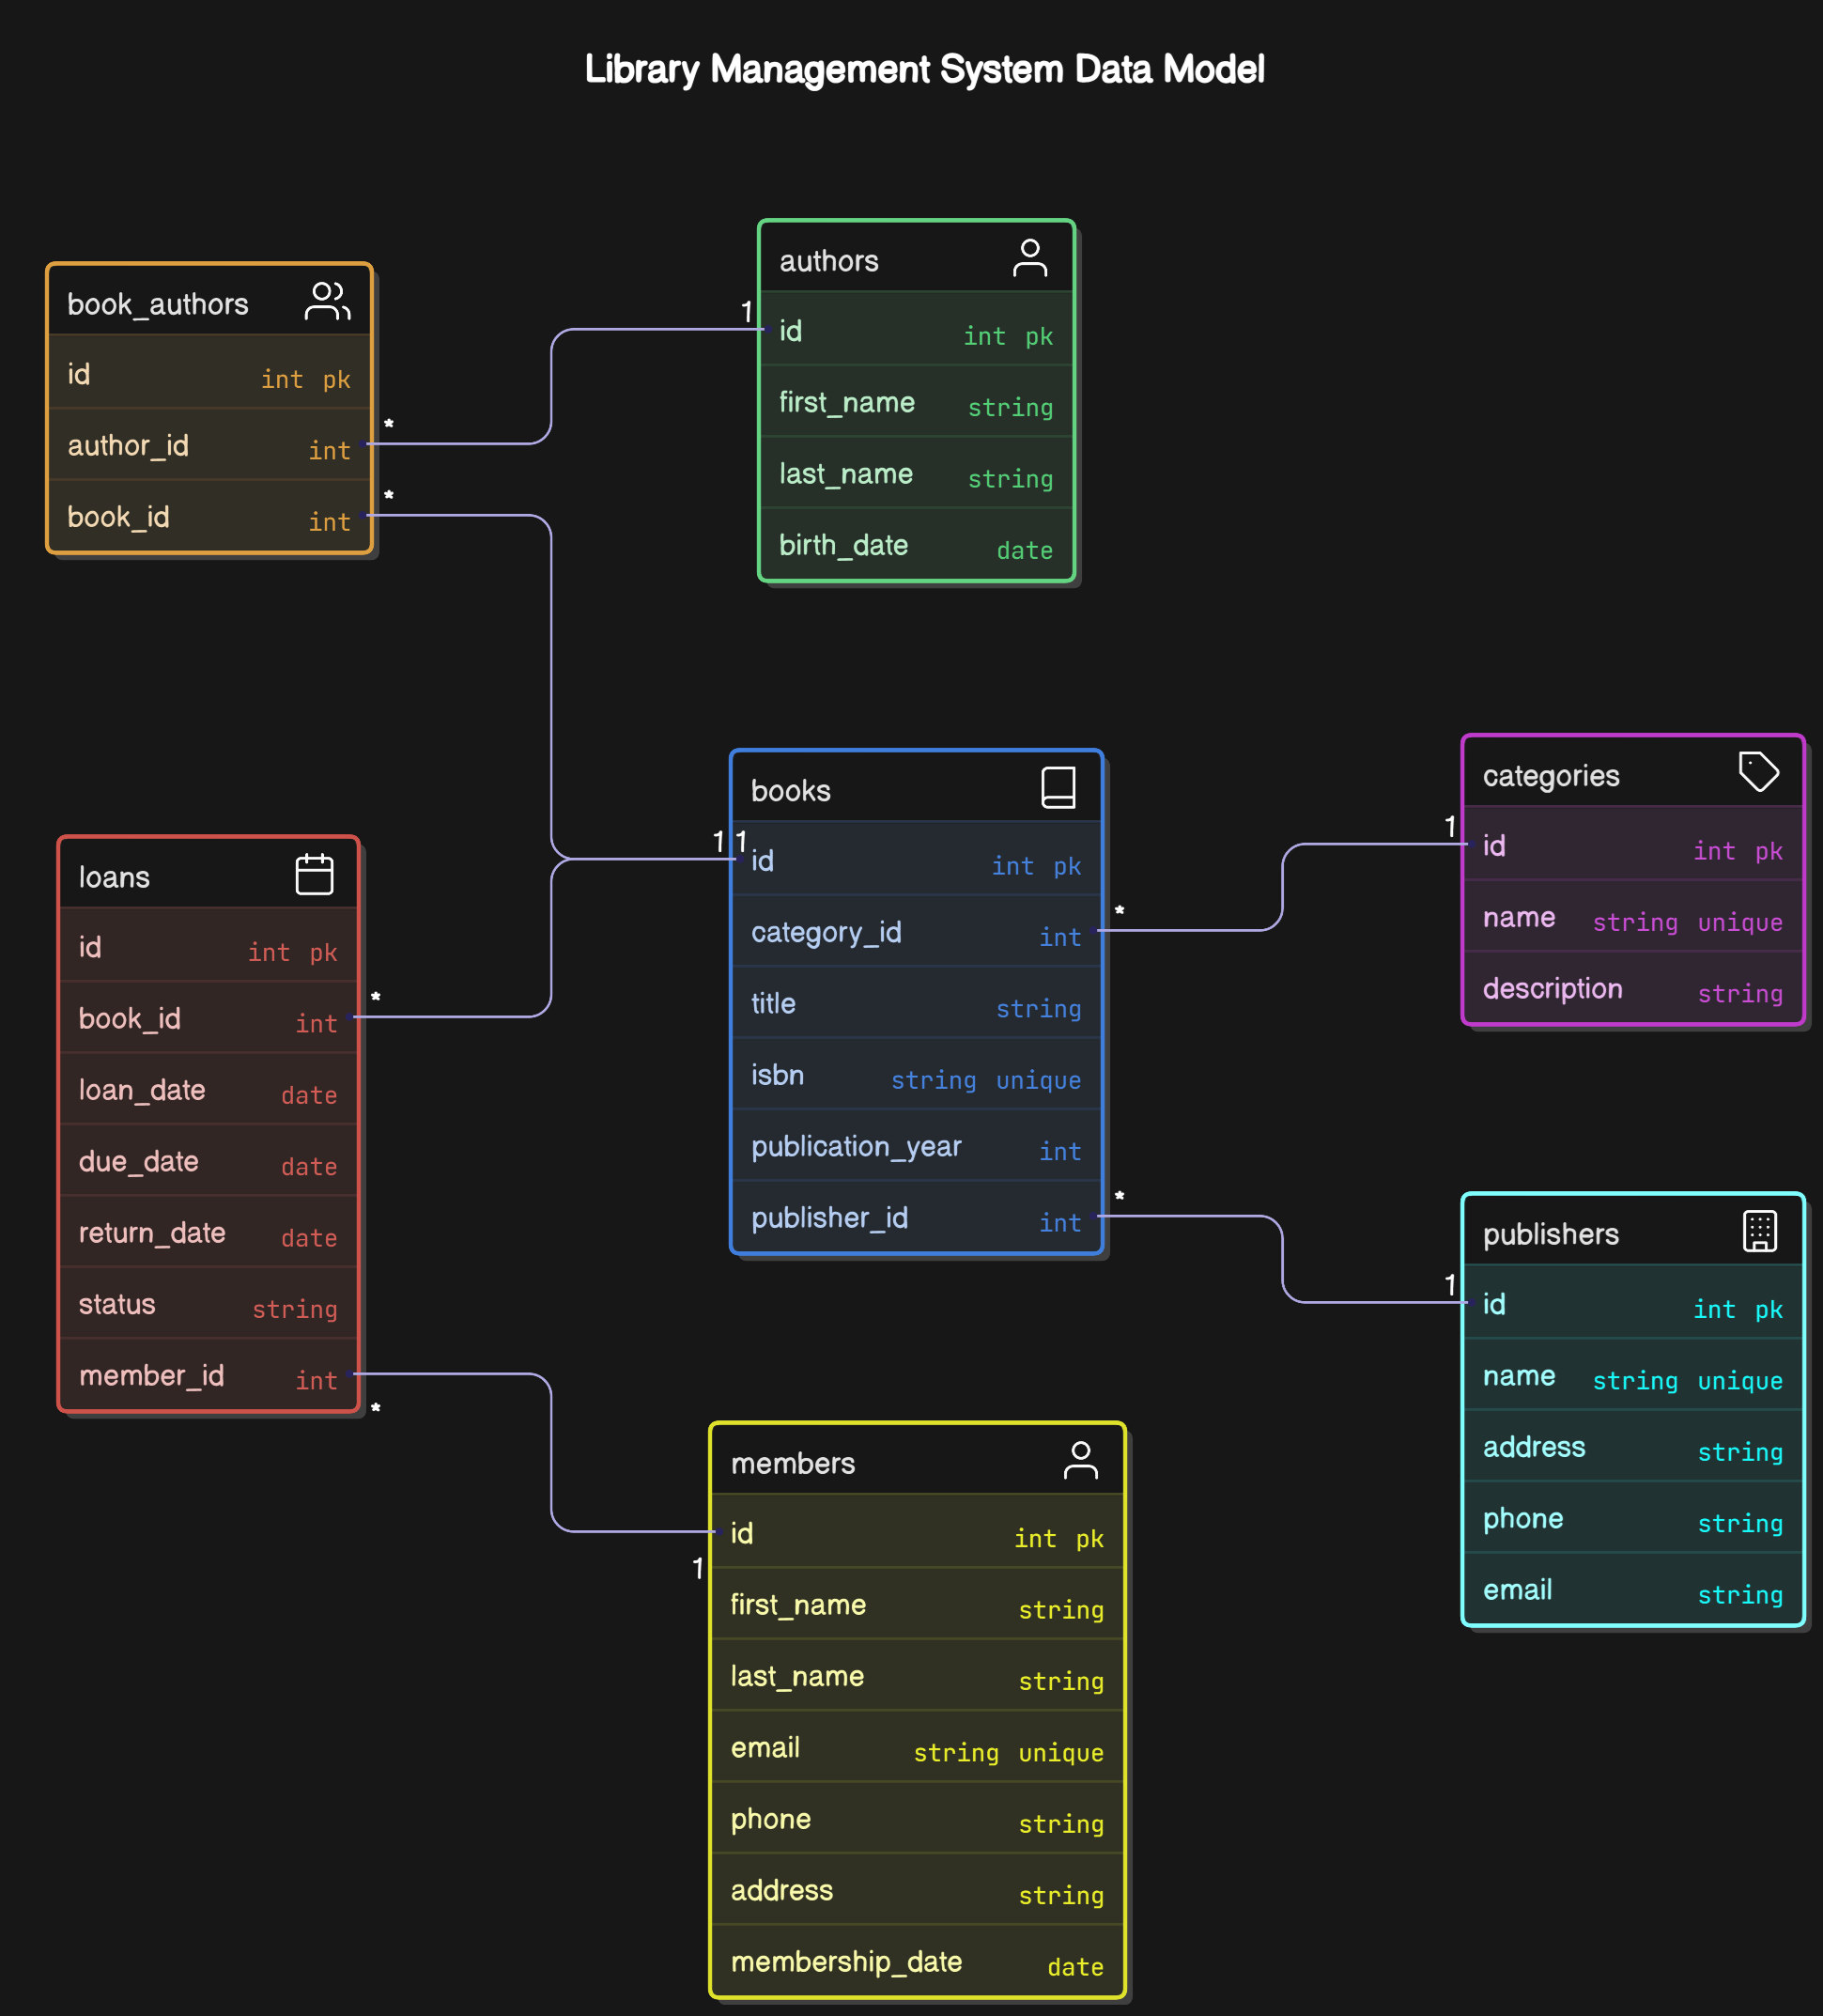 Library Management System Data Model
book_authors
id int pk
author_id int
book_id int
*
*
authors
id int pk
first_name string
last_name string
birth_date date
1
books
id int pk
category_id int
title string
isbn string unique
publication_year int
publisher_id int
1 1
*
*
categories
id int pk
name string unique
description string
1
loans
id int pk
book_id int
loan_date date
due_date date
return_date date
status string
member_id int
*
*
publishers
id int pk
name string unique
address string
phone string
email string
1
members
id int pk
first_name string
last_name string
email string unique
phone string
address string
membership_date date
1